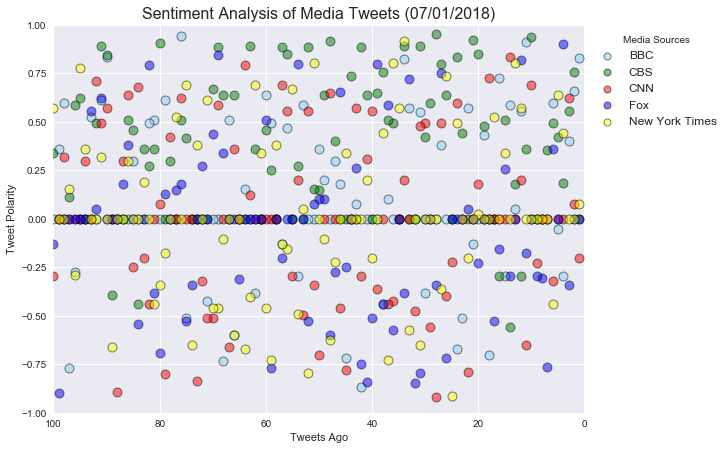 Sentiment Analysis of Media Tweets (07/01/2018)
Media Sources
BBC
CBS
CNN
Fox
New York Times
Tweet Polarity
1.00
0.75
0.50
0.25
0.00
−0.25
−0.50
−0.75
−1.00
100 80 60 40 20 0
Tweets Ago